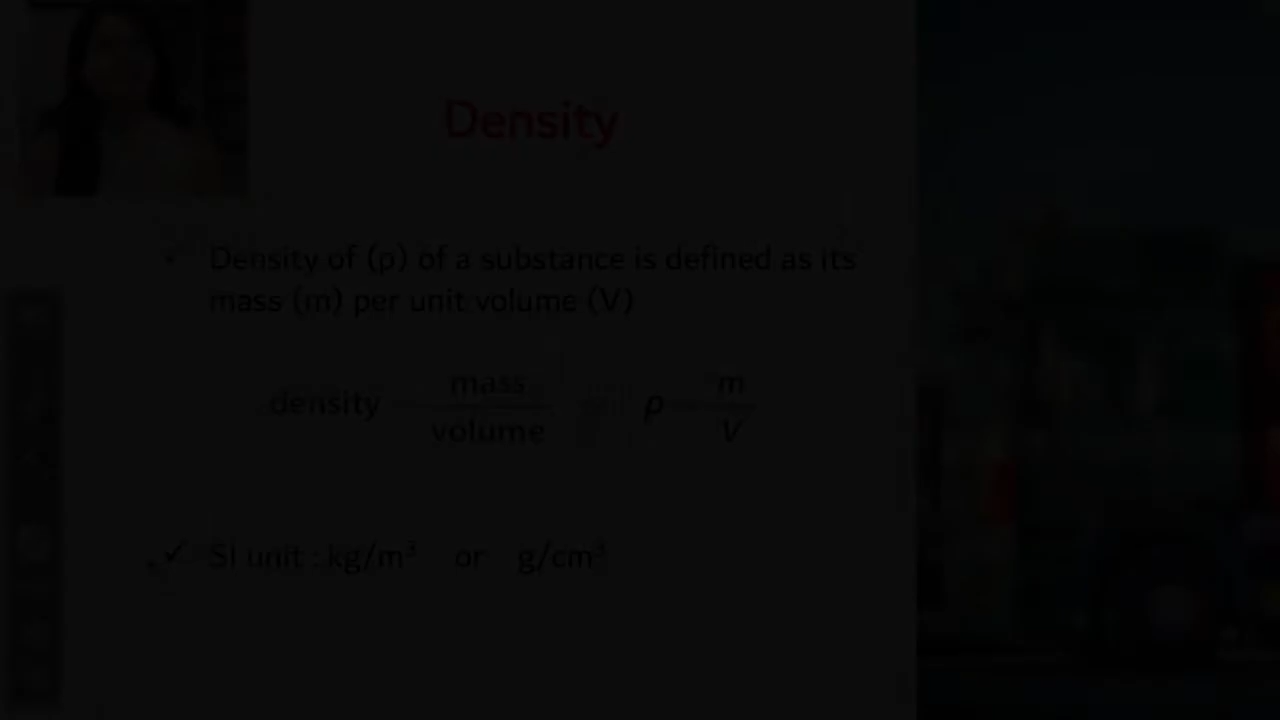 Density
✓ Density of (ρ) of a substance is defined as its
mass (m) per unit volume (V)
density = mass / volume ρ = m / V
✓ SI unit : kg/m³ or g/cm³